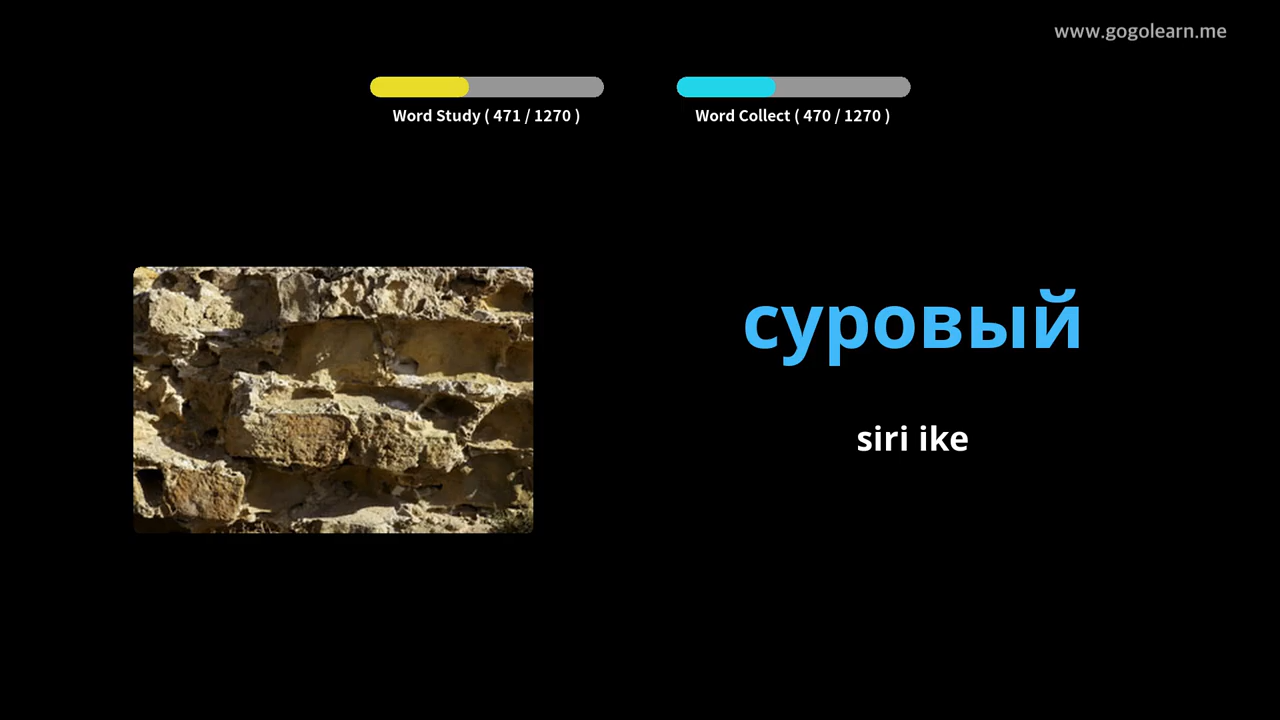 www.gogolearn.me
Word Study ( 471 / 1270 )
Word Collect ( 470 / 1270 )
суровый
siri ike